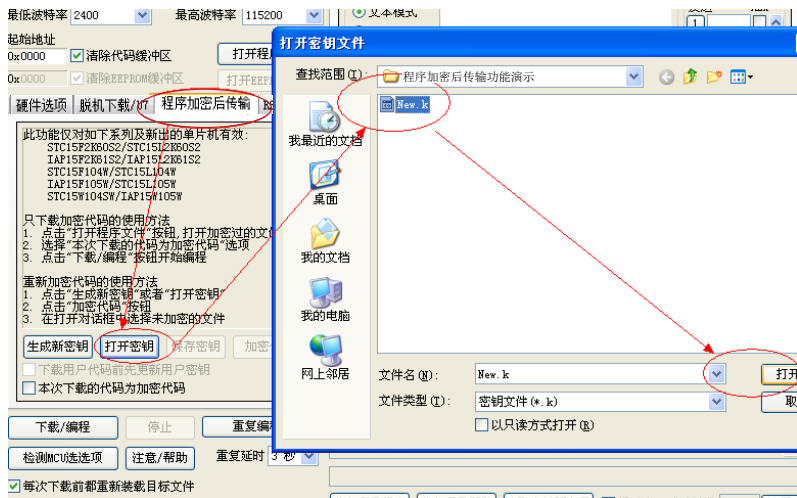 最低波特率 2400 最高波特率 115200
文本模式
起始地址
0x0000 清除代码缓冲区 打开程
0x0000 清除EEPROM缓冲区 打开EEP
硬件选项 脱机下载/U7 程序加密后传输
此功能仅对如下系列及新出的单片机有效:
STC15F2K60S2/STC15L2K60S2
IAP15F2K61S2/IAP15L2K61S2
STC15F104W/STC15L104W
IAP15F105W/STC15L105W
STC15W104SW/IAP15W105W
只下载加密代码的使用方法
1. 点击“打开程序文件”按钮,打开加密过的文
2. 选择“本次下载的代码为加密代码”选项
3. 点击“下载/编程”按钮开始编程
重新加密代码的使用方法
1. 点击“生成新密钥”或者“打开密钥”
2. 点击“加密代码”按钮
3. 在打开对话框中选择未加密的文件
生成新密钥 打开密钥 保存密钥 加密
下载用户代码前先更新用户密钥
本次下载的代码为加密代码
下载/编程 停止 重复编
检测MCU选选项 注意/帮助 重复延时 3 秒
每次下载前都重新装载目标文件
打开密钥文件
查找范围(I): 程序加密后传输功能演示
New.k
我最近的文档
桌面
我的文档
我的电脑
网上邻居
文件名(N): New.k 打开
文件类型(T): 密钥文件(*.k) 取
以只读方式打开(R)